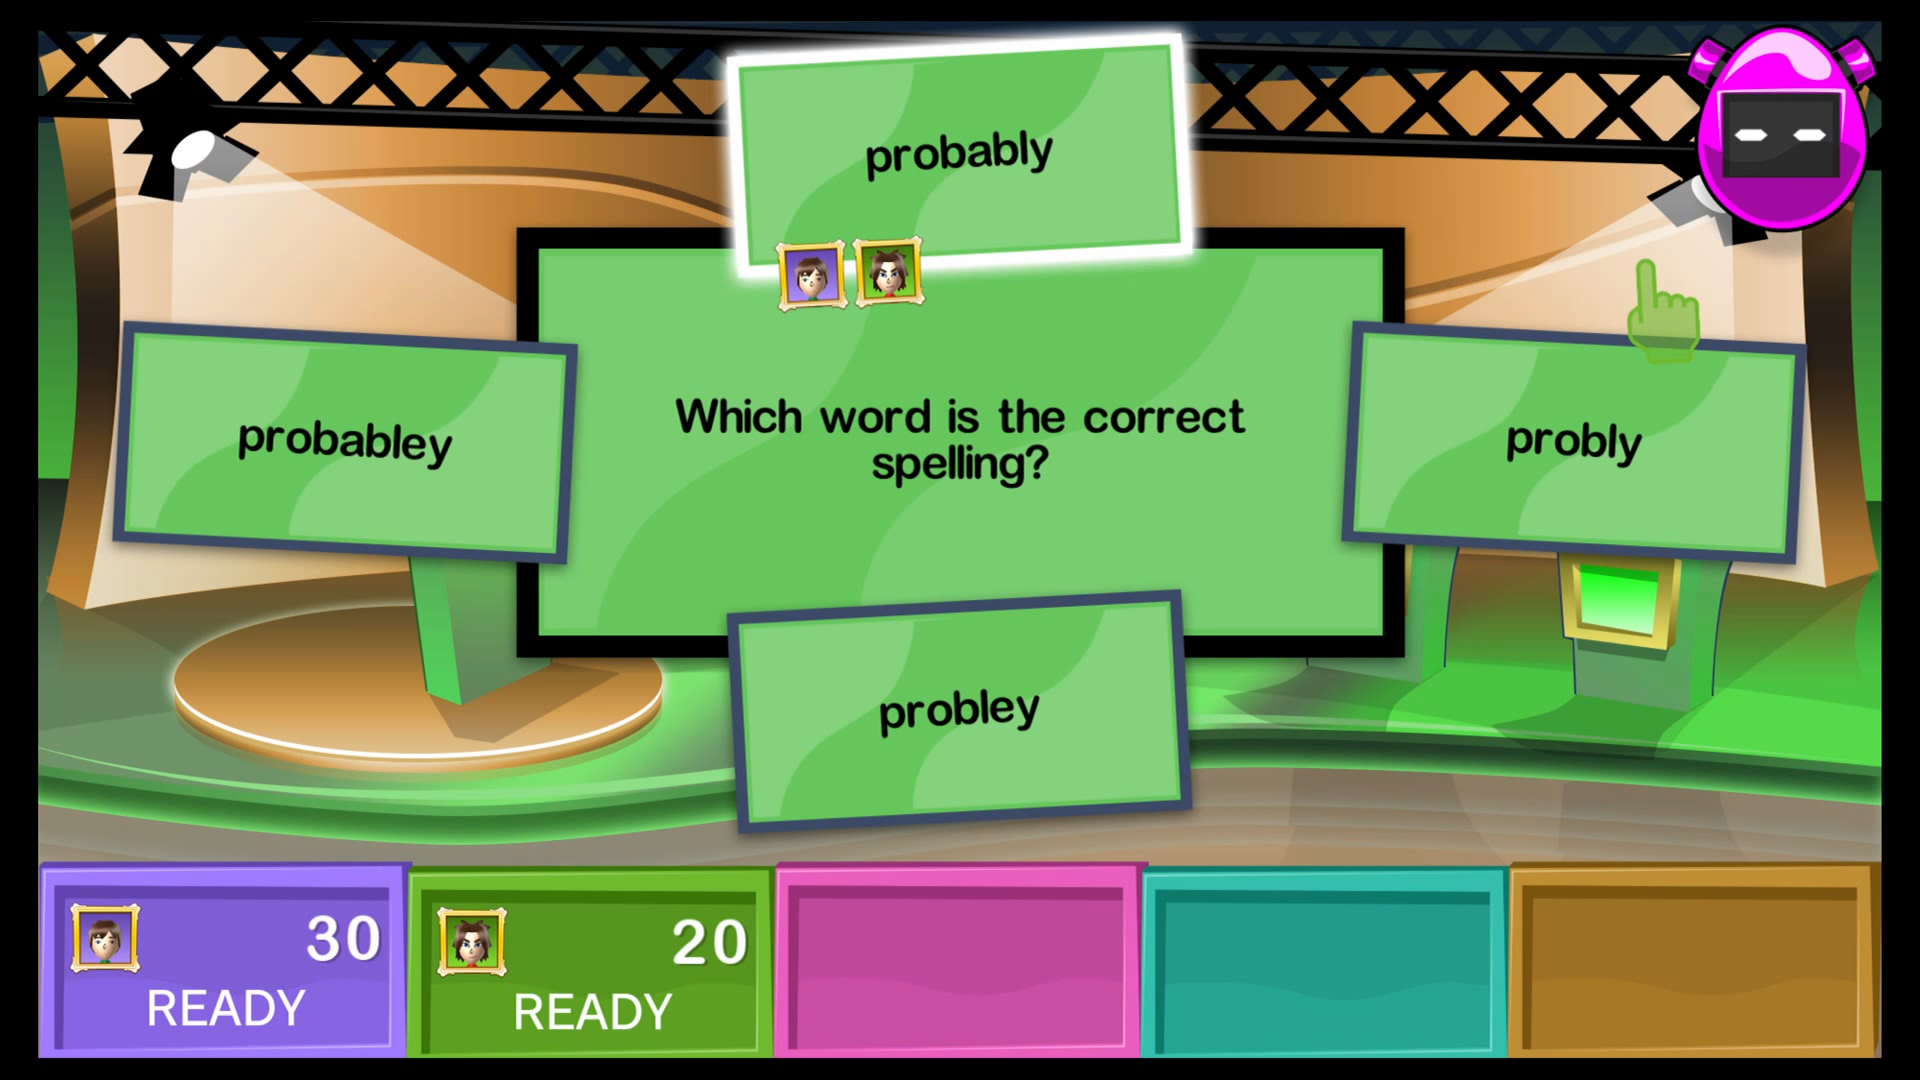 probably
probabley
Which word is the correct
spelling?
probly
probley
30
READY
20
READY